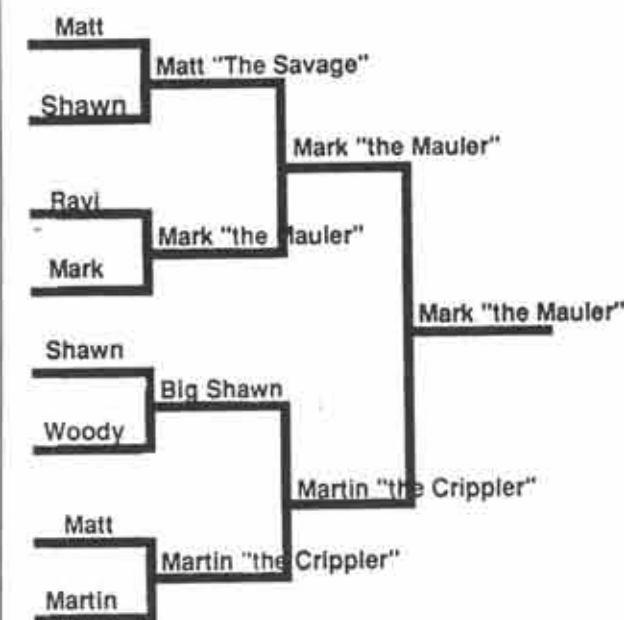 Matt
Matt "The Savage"
Shawn
Mark "the Mauler"
Ravi
Mark "the Mauler"
Mark
Mark "the Mauler"
Shawn
Big Shawn
Woody
Martin "the Crippler"
Matt
Martin "the Crippler"
Martin